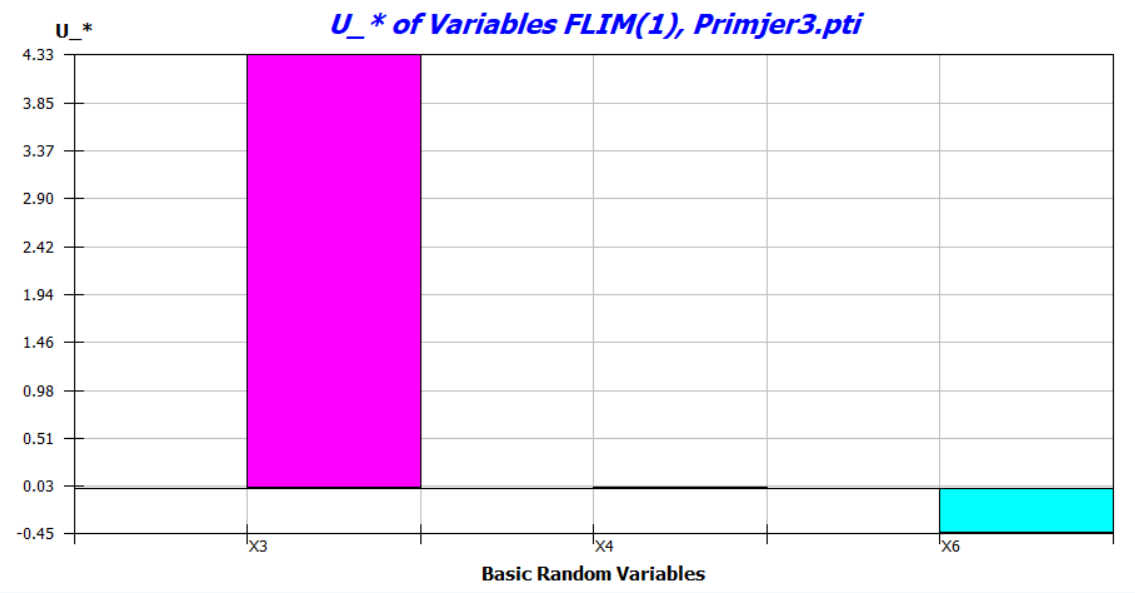 U_* of Variables FLIM(1), Primjer3.pti
U_*
4.33
3.85
3.37
2.90
2.42
1.94
1.46
0.98
0.51
0.03
-0.45
X3 X4 X6
Basic Random Variables